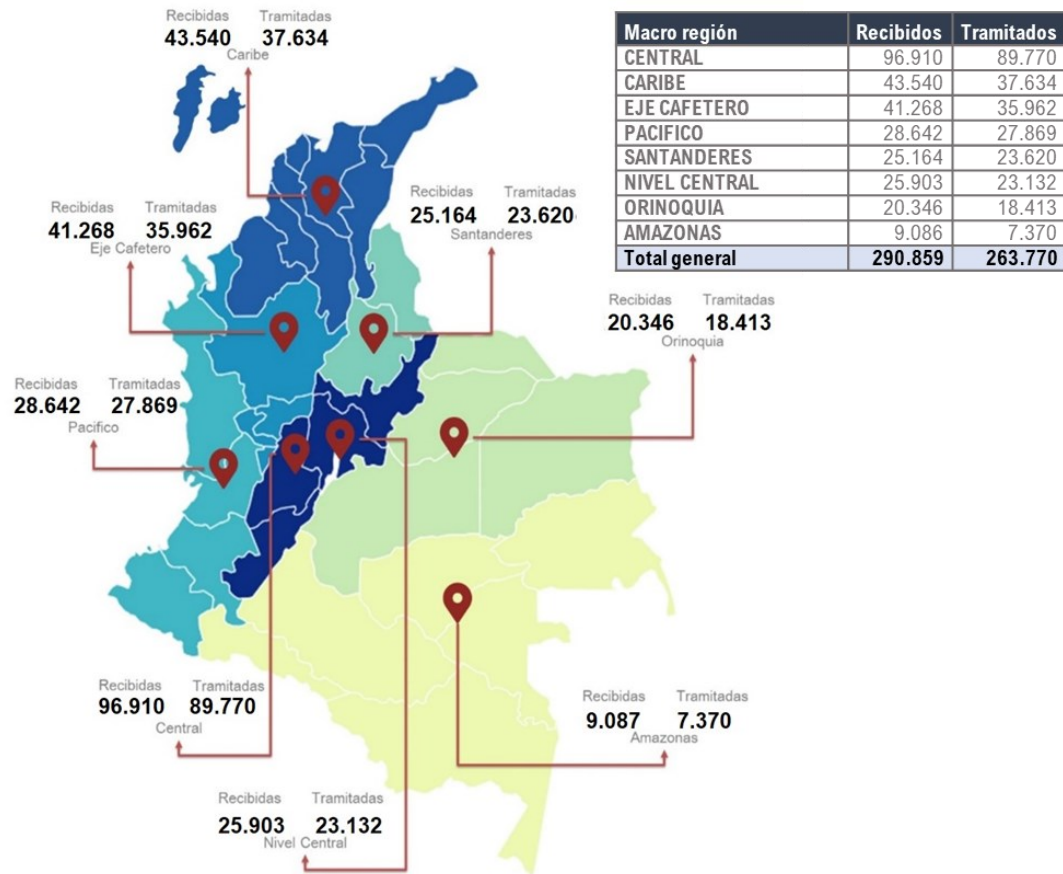 Recibidas Tramitadas
43.540 37.634
Caribe
Macro región Recibidos Tramitados
CENTRAL 96.910 89.770
CARIBE 43.540 37.634
EJE CAFETERO 41.268 35.962
PACIFICO 28.642 27.869
SANTANDERES 25.164 23.620
NIVEL CENTRAL 25.903 23.132
ORINOQUIA 20.346 18.413
AMAZONAS 9.086 7.370
Total general 290.859 263.770
Recibidas Tramitadas
25.164 23.620
Santanderes
Recibidas Tramitadas
41.268 35.962
Eje Cafetero
Recibidas Tramitadas
20.346 18.413
Orinoquia
Recibidas Tramitadas
28.642 27.869
Pacifico
Recibidas Tramitadas
96.910 89.770
Central
Recibidas Tramitadas
9.087 7.370
Amazonas
Recibidas Tramitadas
25.903 23.132
Nivel Central